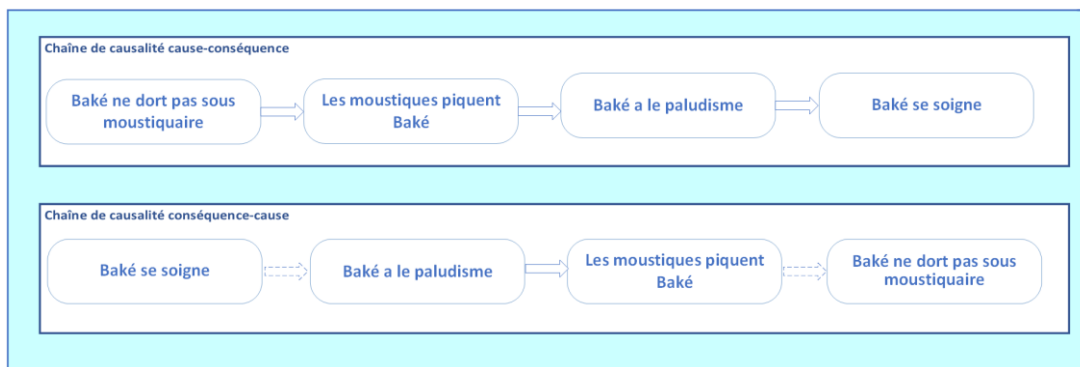 Chaîne de causalité cause-conséquence
Baké ne dort pas sous
moustiquaire
Les moustiques piquent
Baké
Baké a le paludisme
Baké se soigne
Chaîne de causalité conséquence-cause
Baké se soigne
Baké a le paludisme
Les moustiques piquent
Baké
Baké ne dort pas sous
moustiquaire